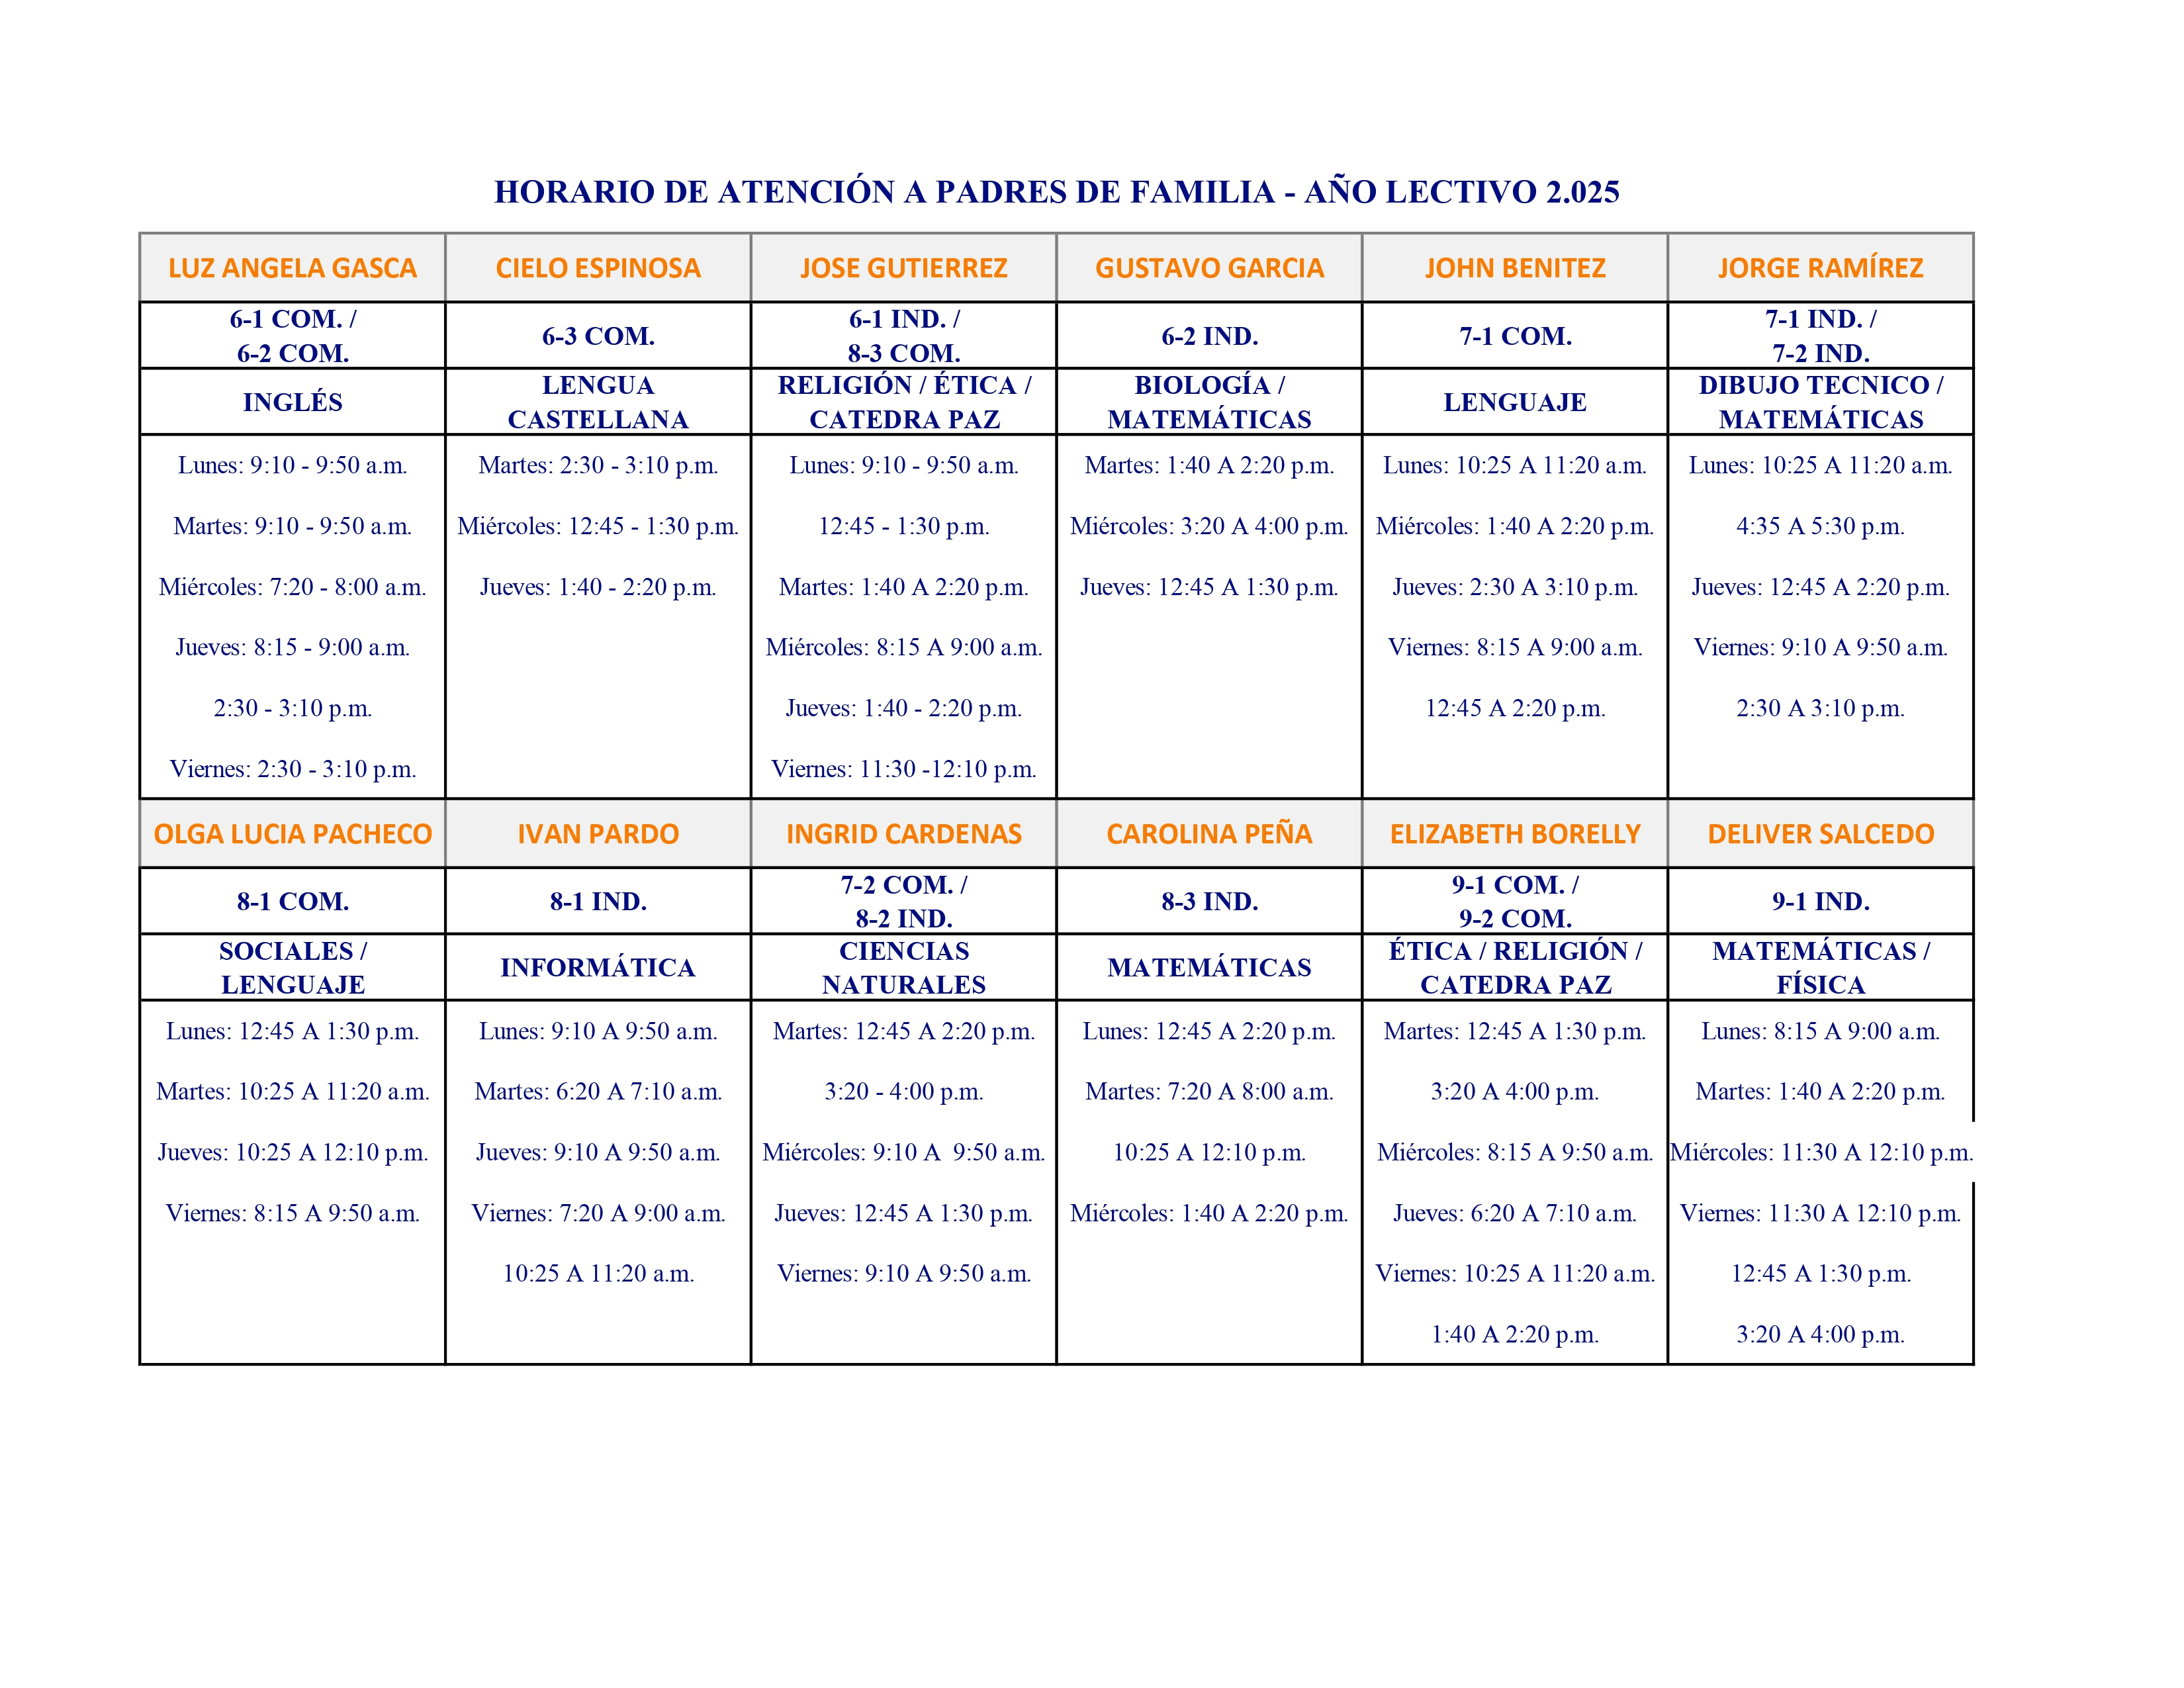 HORARIO DE ATENCIÓN A PADRES DE FAMILIA - AÑO LECTIVO 2.025
LUZ ANGELA GASCA
6-1 COM. /
6-2 COM.
INGLÉS
Lunes: 9:10 - 9:50 a.m.
Martes: 9:10 - 9:50 a.m.
Miércoles: 7:20 - 8:00 a.m.
Jueves: 8:15 - 9:00 a.m.
2:30 - 3:10 p.m.
Viernes: 2:30 - 3:10 p.m.
CIELO ESPINOSA
6-3 COM.
LENGUA
CASTELLANA
Martes: 2:30 - 3:10 p.m.
Miércoles: 12:45 - 1:30 p.m.
Jueves: 1:40 - 2:20 p.m.
JOSE GUTIERREZ
6-1 IND. /
8-3 COM.
RELIGIÓN / ÉTICA /
CATEDRA PAZ
Lunes: 9:10 - 9:50 a.m.
12:45 - 1:30 p.m.
Martes: 1:40 A 2:20 p.m.
Miércoles: 8:15 A 9:00 a.m.
Jueves: 1:40 - 2:20 p.m.
Viernes: 11:30 -12:10 p.m.
GUSTAVO GARCIA
6-2 IND.
BIOLOGÍA /
MATEMÁTICAS
Martes: 1:40 A 2:20 p.m.
Miércoles: 3:20 A 4:00 p.m.
Jueves: 12:45 A 1:30 p.m.
JOHN BENITEZ
7-1 COM.
LENGUAJE
Lunes: 10:25 A 11:20 a.m.
Miércoles: 1:40 A 2:20 p.m.
Jueves: 2:30 A 3:10 p.m.
Viernes: 8:15 A 9:00 a.m.
12:45 A 2:20 p.m.
JORGE RAMÍREZ
7-1 IND. /
7-2 IND.
DIBUJO TECNICO /
MATEMÁTICAS
Lunes: 10:25 A 11:20 a.m.
4:35 A 5:30 p.m.
Jueves: 12:45 A 2:20 p.m.
Viernes: 9:10 A 9:50 a.m.
2:30 A 3:10 p.m.
OLGA LUCIA PACHECO
8-1 COM.
SOCIALES /
LENGUAJE
Lunes: 12:45 A 1:30 p.m.
Martes: 10:25 A 11:20 a.m.
Jueves: 10:25 A 12:10 p.m.
Viernes: 8:15 A 9:50 a.m.
IVAN PARDO
8-1 IND.
INFORMÁTICA
Lunes: 9:10 A 9:50 a.m.
Martes: 6:20 A 7:10 a.m.
Jueves: 9:10 A 9:50 a.m.
Viernes: 7:20 A 9:00 a.m.
10:25 A 11:20 a.m.
INGRID CARDENAS
7-2 COM. /
8-2 IND.
CIENCIAS
NATURALES
Martes: 12:45 A 2:20 p.m.
3:20 - 4:00 p.m.
Miércoles: 9:10 A  9:50 a.m.
Jueves: 12:45 A 1:30 p.m.
Viernes: 9:10 A 9:50 a.m.
CAROLINA PEÑA
8-3 IND.
MATEMÁTICAS
Lunes: 12:45 A 2:20 p.m.
Martes: 7:20 A 8:00 a.m.
10:25 A 12:10 p.m.
Miércoles: 1:40 A 2:20 p.m.
ELIZABETH BORELLY
9-1 COM. /
9-2 COM.
ÉTICA / RELIGIÓN /
CATEDRA PAZ
Martes: 12:45 A 1:30 p.m.
3:20 A 4:00 p.m.
Miércoles: 8:15 A 9:50 a.m.
Jueves: 6:20 A 7:10 a.m.
Viernes: 10:25 A 11:20 a.m.
1:40 A 2:20 p.m.
DELIVER SALCEDO
9-1 IND.
MATEMÁTICAS /
FÍSICA
Lunes: 8:15 A 9:00 a.m.
Martes: 1:40 A 2:20 p.m.
Miércoles: 11:30 A 12:10 p.m.
Viernes: 11:30 A 12:10 p.m.
12:45 A 1:30 p.m.
3:20 A 4:00 p.m.